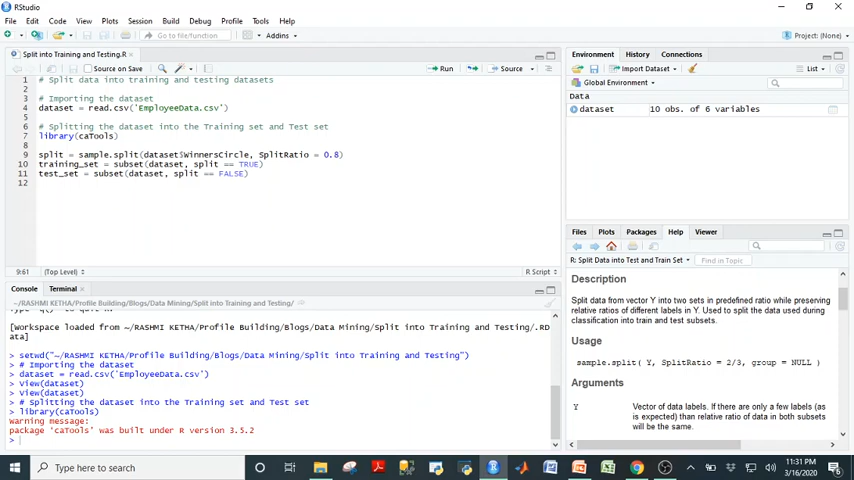 RStudio
File Edit Code View Plots Session Build Debug Profile Tools Help
Go to file/function Addins Project: (None)
Split into Training and Testing.R
Source on Save Run Source
1 # Split data into training and testing datasets
2
3 # Importing the dataset
4 dataset = read.csv('EmployeeData.csv')
5
6 # Splitting the dataset into the Training set and Test set
7 library(caTools)
8
9 split = sample.split(dataset$WinnersCircle, SplitRatio = 0.8)
10 training_set = subset(dataset, split == TRUE)
11 test_set = subset(dataset, split == FALSE)
12
9:61 (Top Level) R Script
Console Terminal
~/RASHMI KETHA/Profile Building/Blogs/Data Mining/Split into Training and Testing/
Type 'q()' to quit R.
[Workspace loaded from ~/RASHMI KETHA/Profile Building/Blogs/Data Mining/Split into Training and Testing/.RD
ata]
> setwd("~/RASHMI KETHA/Profile Building/Blogs/Data Mining/Split into Training and Testing")
> # Importing the dataset
> dataset = read.csv('EmployeeData.csv')
> View(dataset)
> View(dataset)
> # Splitting the dataset into the Training set and Test set
> library(caTools)
Warning message:
package ‘caTools’ was built under R version 3.5.2
>
Environment History Connections
Import Dataset List
Global Environment
Data
dataset 10 obs. of 6 variables
Files Plots Packages Help Viewer
R: Split Data into Test and Train Set Find in Topic
Description
Split data from vector Y into two sets in predefined ratio while preserving
relative ratios of different labels in Y. Used to split the data used during
classification into train and test subsets.
Usage
sample.split( Y, SplitRatio = 2/3, group = NULL )
Arguments
Y Vector of data labels. If there are only a few labels (as
is expected) than relative ratio of data in both subsets
will be the same.
Type here to search
11:31 PM
3/16/2020